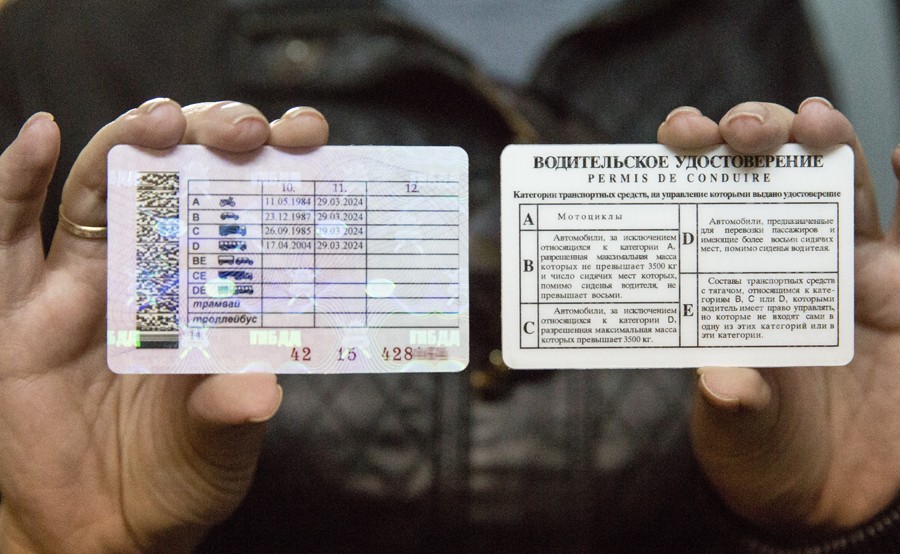 10. 11. 12.
A 11.05.1984 29.03.2024
B 23.12.1987 29.03.2024
C 26.09.1985 29.03.2024
D 17.04.2004 29.03.2024
BE
CE
DE
трамвай
троллейбус
14.
ГИБДД
42 15 428
ВОДИТЕЛЬСКОЕ УДОСТОВЕРЕНИЕ
PERMIS DE CONDUIRE
Категории транспортных средств, на управление которыми выдано удостоверение
A Мотоциклы
B Автомобили, за исключением
относящихся к категории А,
разрешенная максимальная масса
которых не превышает 3500 кг
и число сидячих мест которых,
помимо сиденья водителя, не
превышает восьми.
C Автомобили, за исключением
относящихся к категории D,
разрешенная максимальная масса
которых превышает 3500 кг.
D Автомобили, предназначенные
для перевозки пассажиров и
имеющие более восьми сидячих
мест, помимо сиденья водителя.
E Составы транспортных средств
с тягачом, относящимся к кате-
гориям В, С или D, которыми
водитель имеет право управлять,
но которые не входят сами в
одну из этих категорий или в
эти категории.